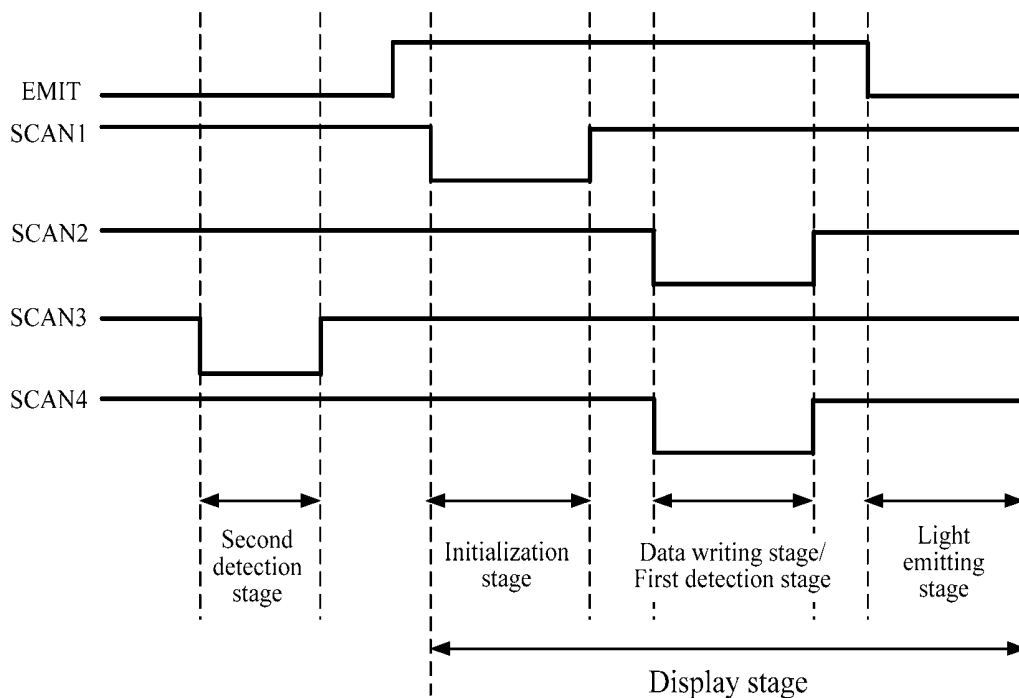 EMIT
SCAN1
SCAN2
SCAN3
SCAN4
Second
detection
stage
Initialization
stage
Data writing stage/
First detection stage
Light
emitting
stage
Display stage